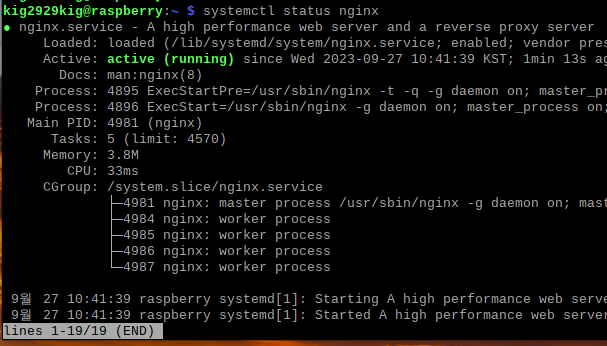 kig2929kig@raspberry:~ $ systemctl status nginx
● nginx.service - A high performance web server and a reverse proxy server
Loaded: loaded (/lib/systemd/system/nginx.service; enabled; vendor pres
Active: active (running) since Wed 2023-09-27 10:41:39 KST; 1min 13s ag
Docs: man:nginx(8)
Process: 4895 ExecStartPre=/usr/sbin/nginx -t -q -g daemon on; master_pr
Process: 4896 ExecStart=/usr/sbin/nginx -g daemon on; master_process on;
Main PID: 4981 (nginx)
Tasks: 5 (limit: 4570)
Memory: 3.8M
CPU: 33ms
CGroup: /system.slice/nginx.service
├─4981 nginx: master process /usr/sbin/nginx -g daemon on; mast
├─4984 nginx: worker process
├─4985 nginx: worker process
├─4986 nginx: worker process
└─4987 nginx: worker process
9월 27 10:41:39 raspberry systemd[1]: Starting A high performance web serve
9월 27 10:41:39 raspberry systemd[1]: Started A high performance web server
lines 1-19/19 (END)